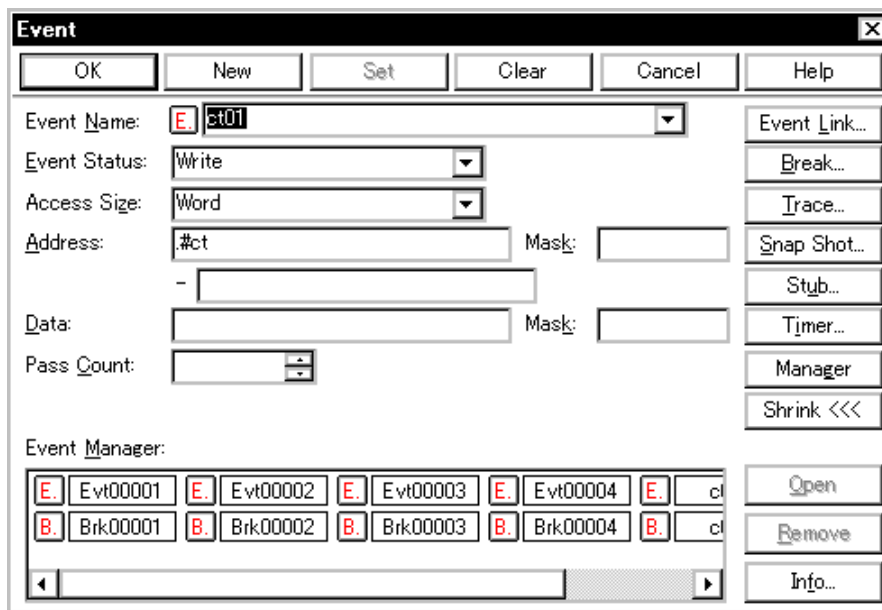 Event
OK New Set Clear Cancel Help
Event Name: E. ct01 Event Link...
Event Status: Write Break...
Access Size: Word Trace...
Address: .#ct Mask: Snap Shot...
- Stub...
Data: Mask: Timer...
Pass Count: Manager
Shrink <<<
Event Manager:
E. Evt00001 E. Evt00002 E. Evt00003 E. Evt00004 E.
Open
B. Brk00001 B. Brk00002 B. Brk00003 B. Brk00004 B.
Remove
Info...